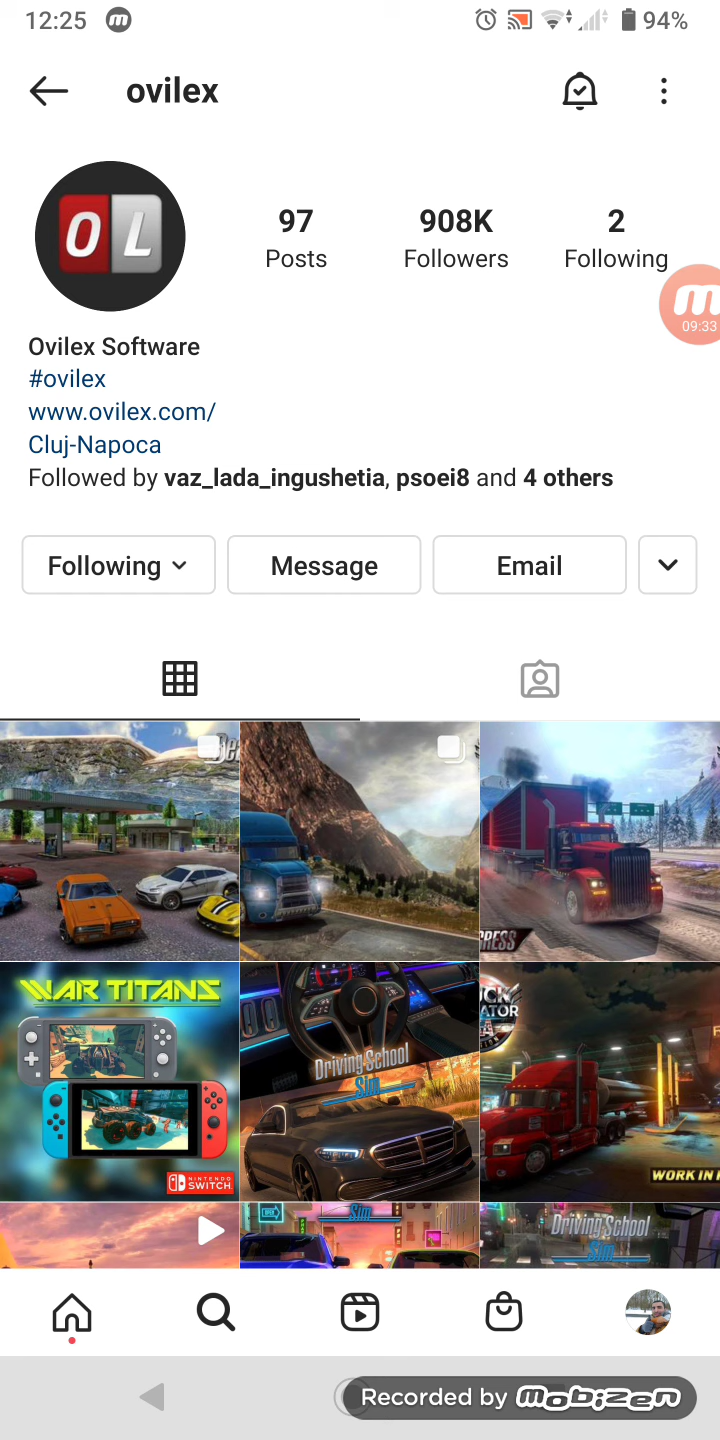 12:25
94%
ovilex
OL
97
908K
2
Posts
Followers
Following
09:33
Ovilex Software
#ovilex
www.ovilex.com/
Cluj-Napoca
Followed by vaz_lada_ingushetia, psoei8 and 4 others
Following
Message
Email
WAR TITANS
NINTENDO
SWITCH
Driving School
Sim
WORK IN
OPEN
Sim
Driving School
Sim
Recorded by mobizen